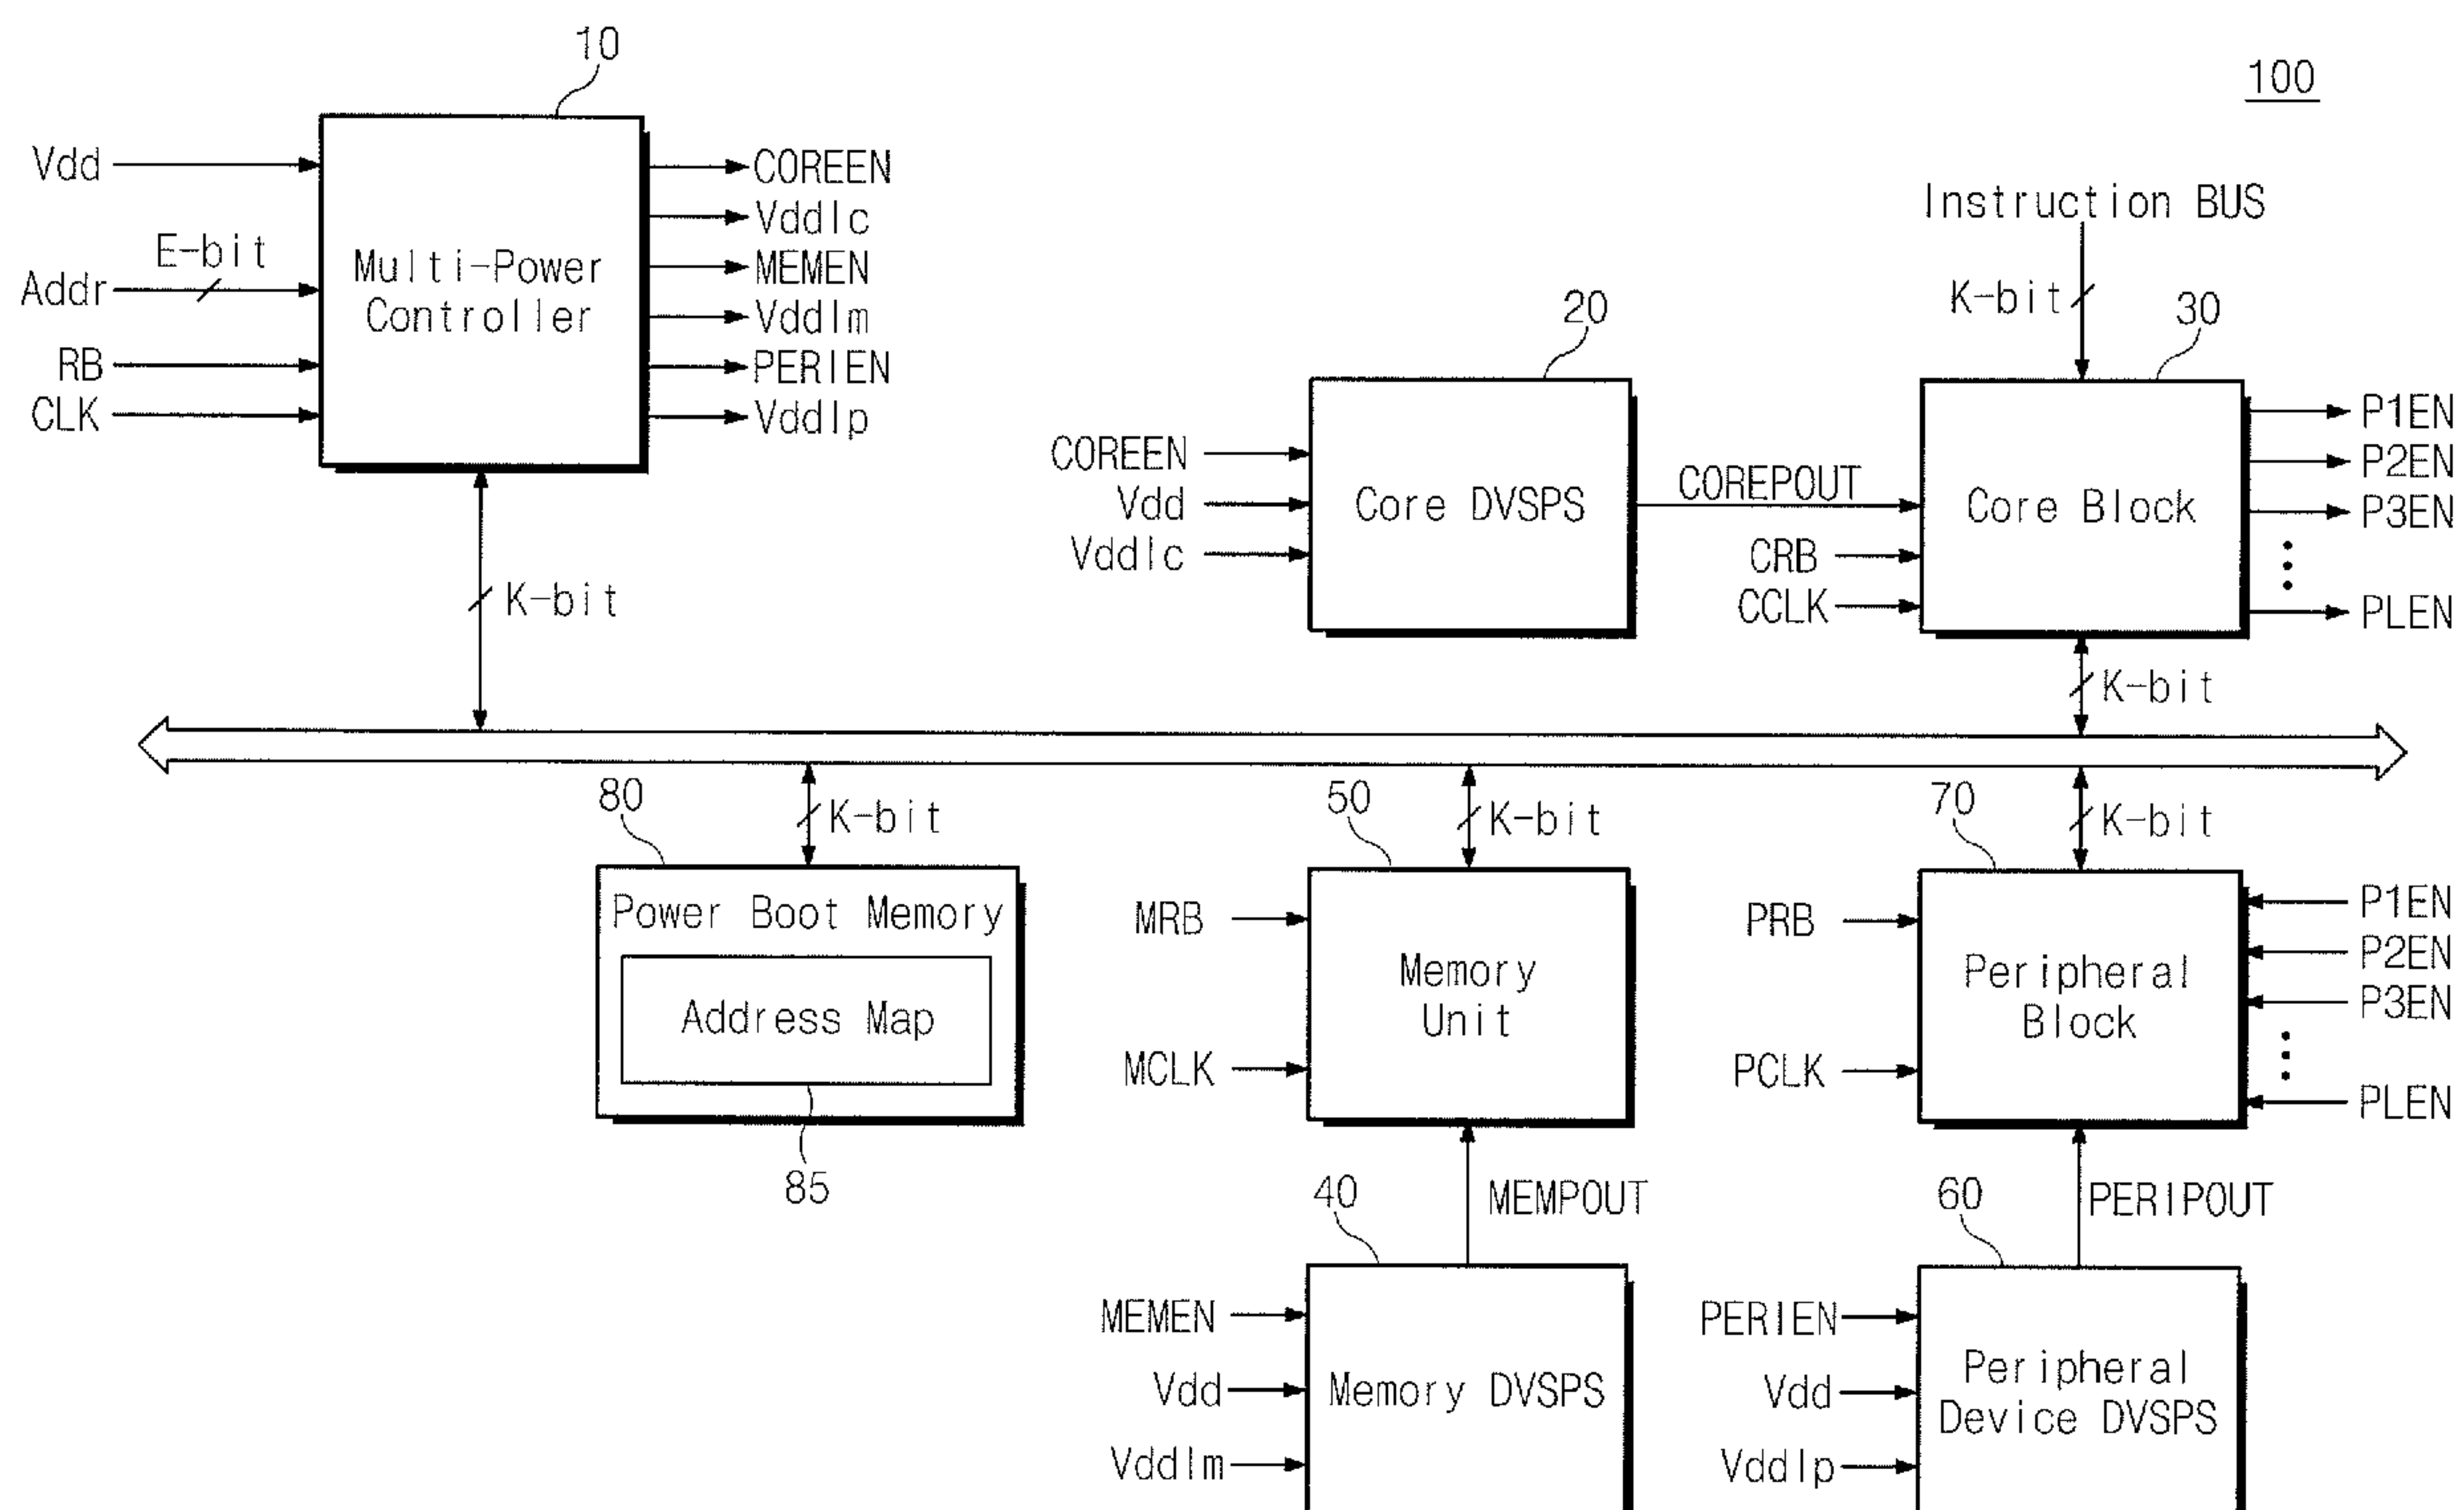 10
100
Vdd
COREEN
Vddlc
E-bit
Addr
Multi-Power
Controller
MEMEN
Vddlm
RB
PERIEN
CLK
Vddlp
K-bit
Instruction BUS
K-bit
20
30
COREEN
Vdd
Vddlc
Core DVSPS
COREPOUT
CRB
CCLK
Core Block
P1EN
P2EN
P3EN
PLEN
K-bit
80
K-bit
50
K-bit
70
K-bit
Power Boot Memory
Address Map
85
MRB
MCLK
Memory
Unit
PRB
PCLK
Peripheral
Block
P1EN
P2EN
P3EN
PLEN
40
MEMPOUT
60
PERIPOUT
MEMEN
Vdd
Vddlm
Memory DVSPS
PERIEN
Vdd
Vddlp
Peripheral
Device DVSPS